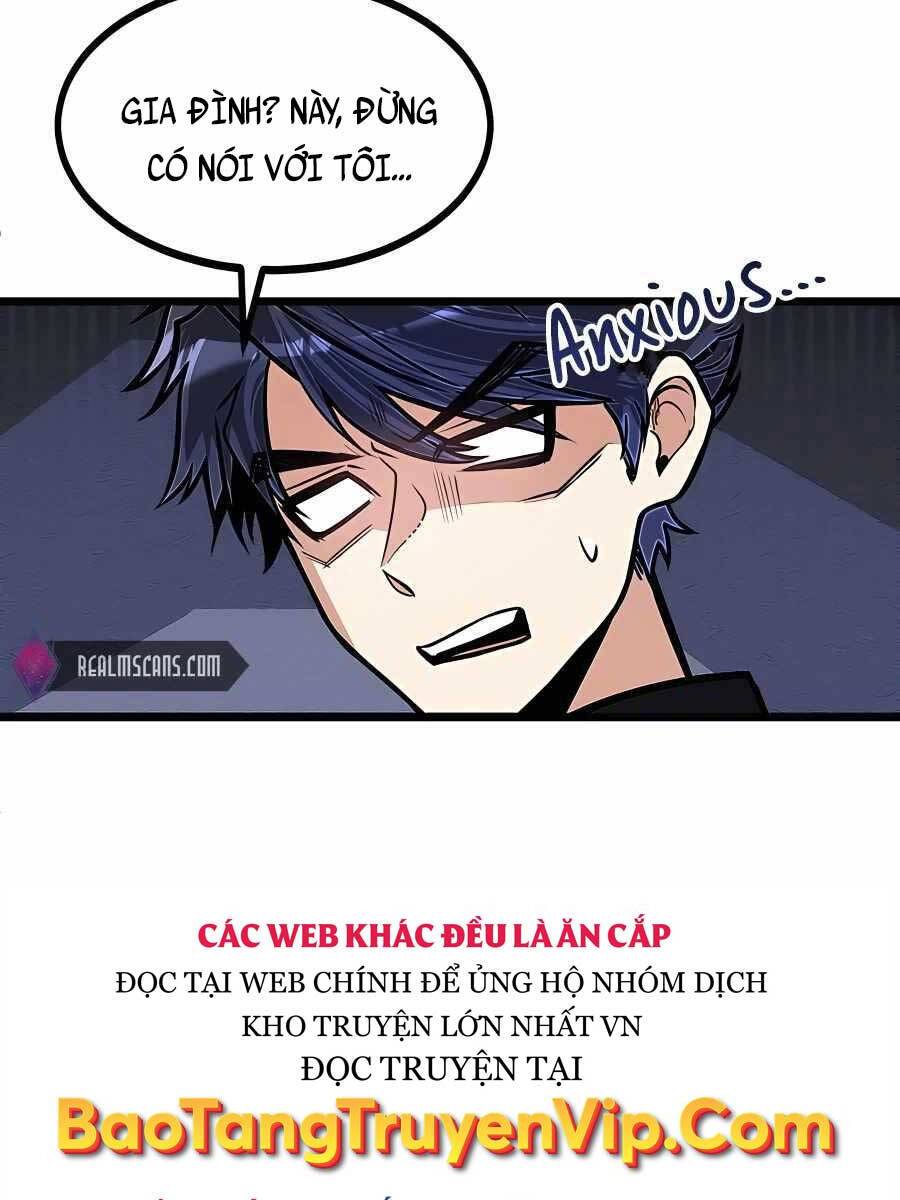 GIA ĐÌNH? NÀY, ĐỪNG
CÓ NÓI VỚI TÔI...
Anxious....
REALMSCANS.COM
CÁC WEB KHÁC ĐỀU LÀ ĂN CẮP
ĐỌC TẠI WEB CHÍNH ĐỂ ỦNG HỘ NHÓM DỊCH
KHO TRUYỆN LỚN NHẤT VN
ĐỌC TRUYỆN TẠI
BaoTangTruyenVip.Com